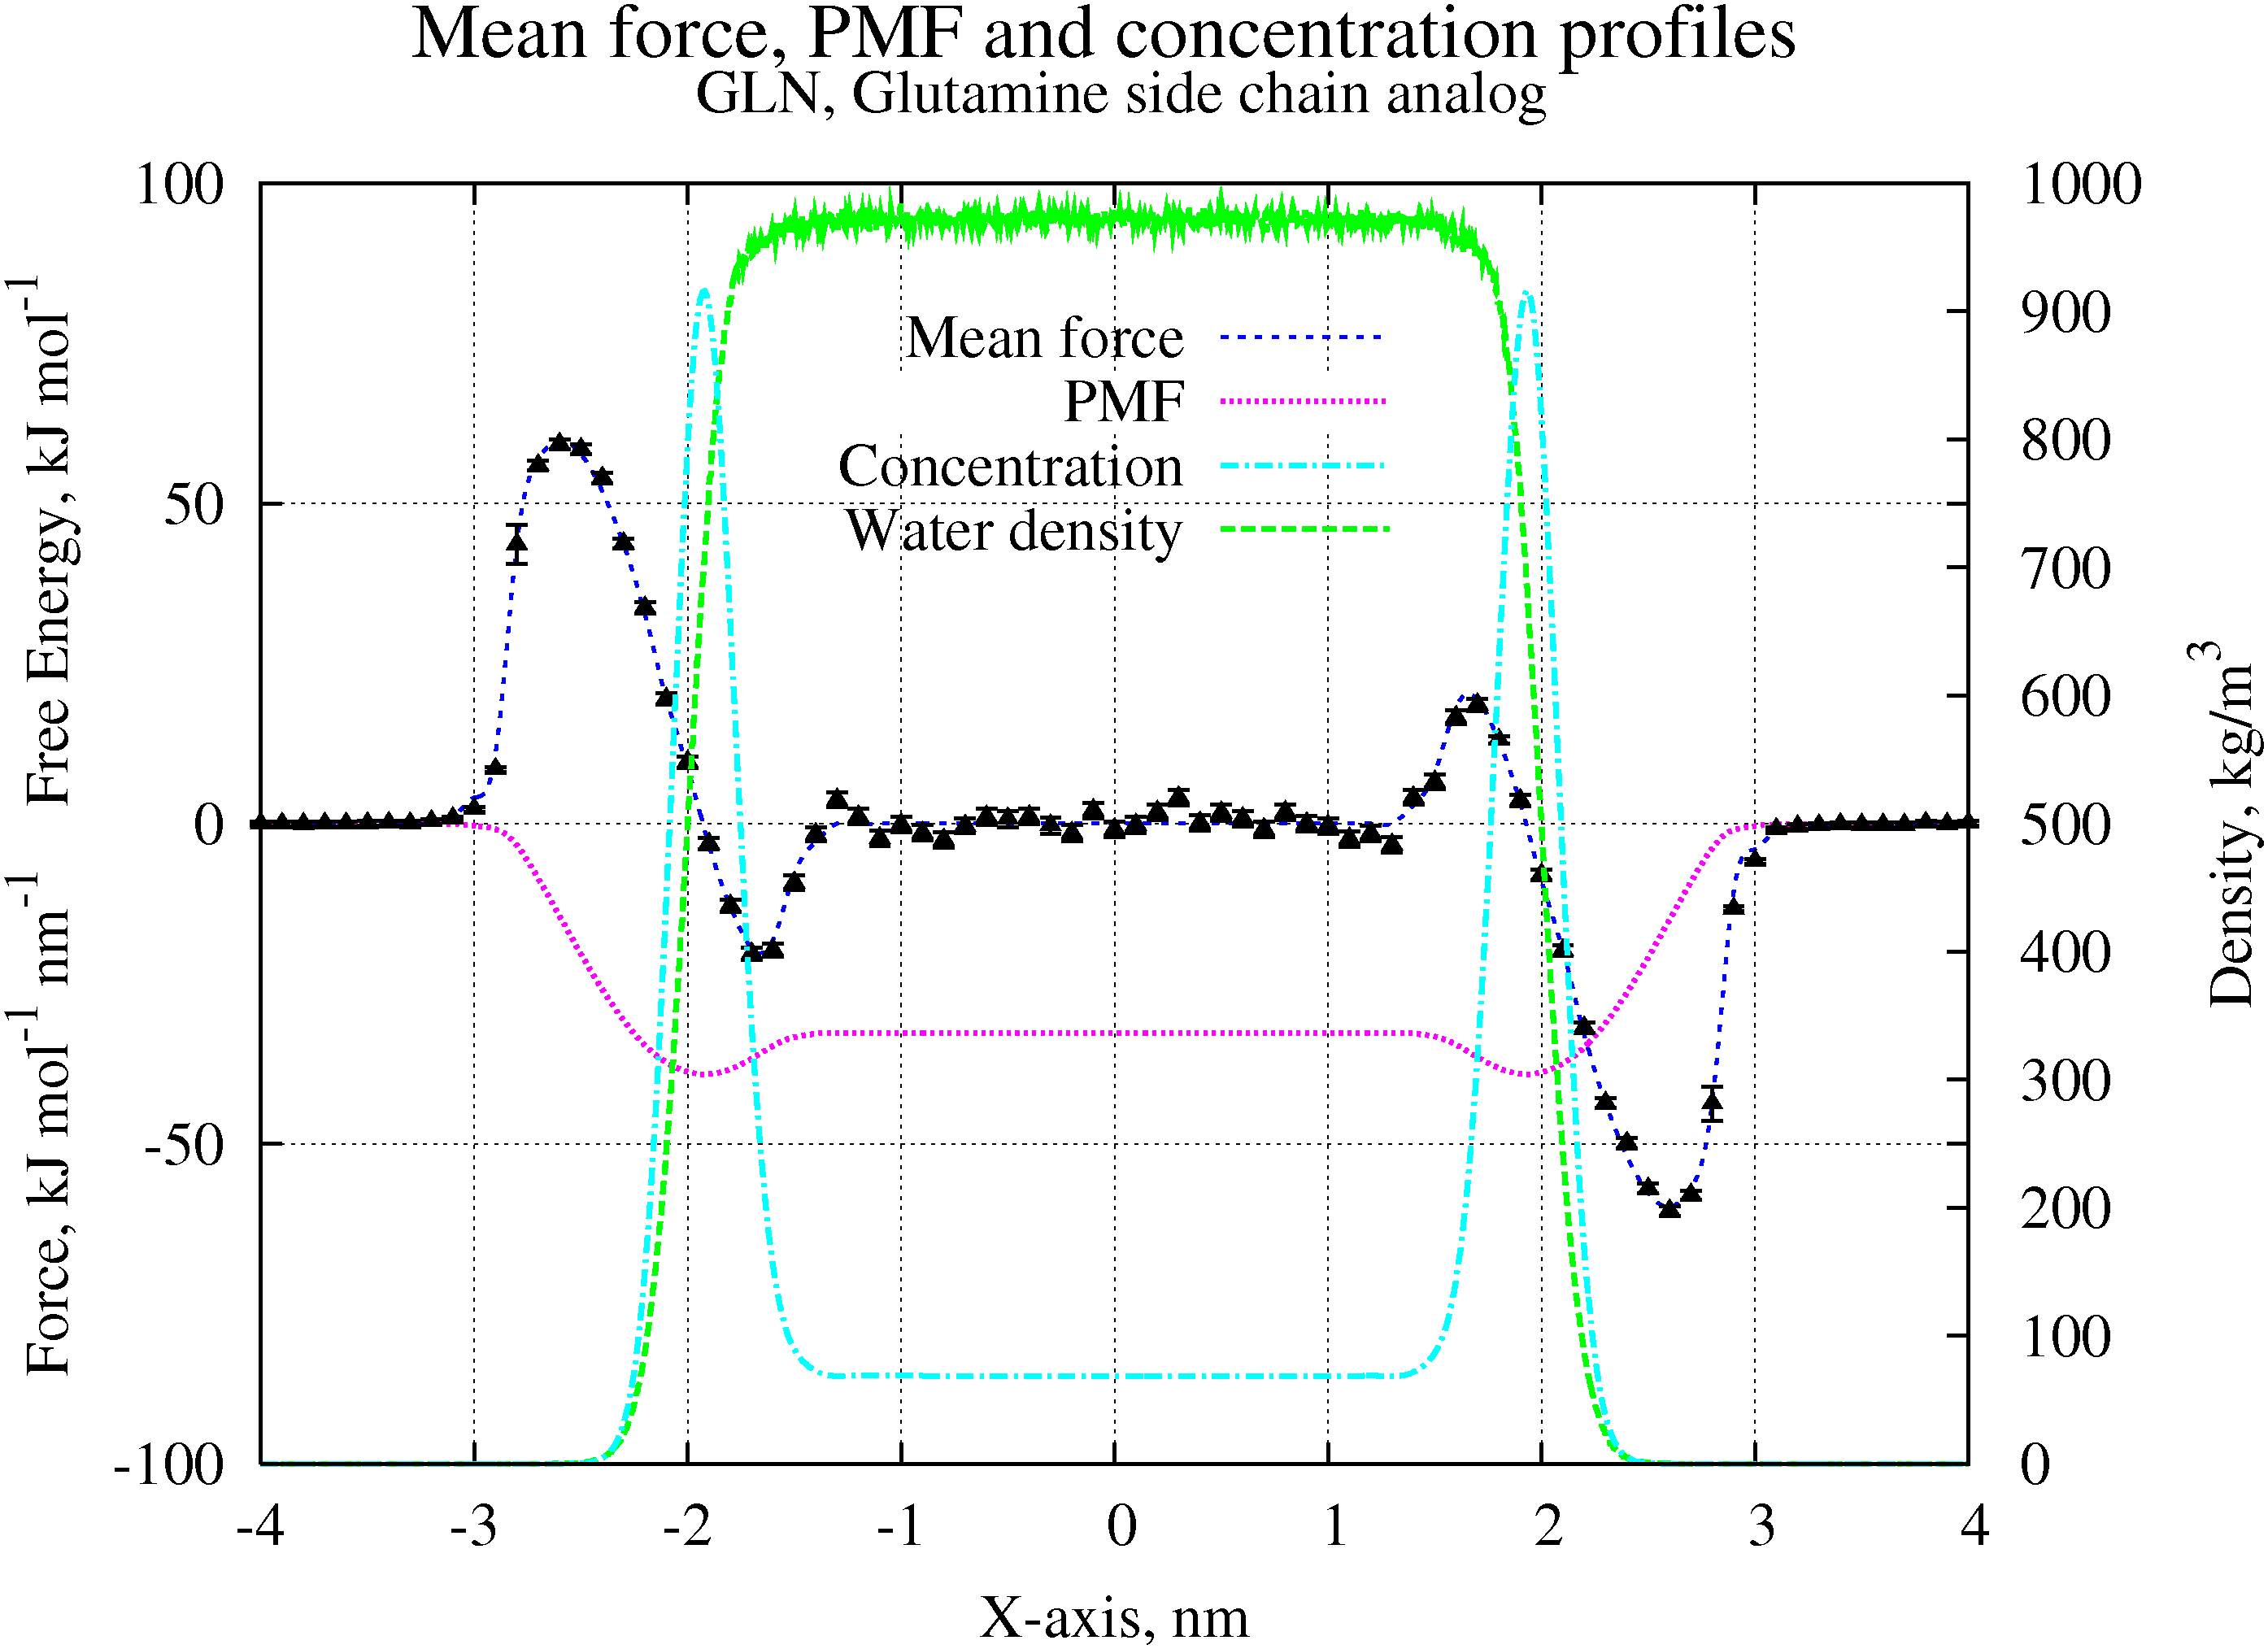 Mean force, PMF and concentration profiles
GLN, Glutamine side chain analog
Force, kJ mol-1 nm-1 Free Energy, kJ mol-1
100
50
0
-50
-100
Mean force
PMF
Concentration
Water density
1000
900
800
700
600
500
400
300
200
100
0
Density, kg/m3
-4 -3 -2 -1 0 1 2 3 4
X-axis, nm